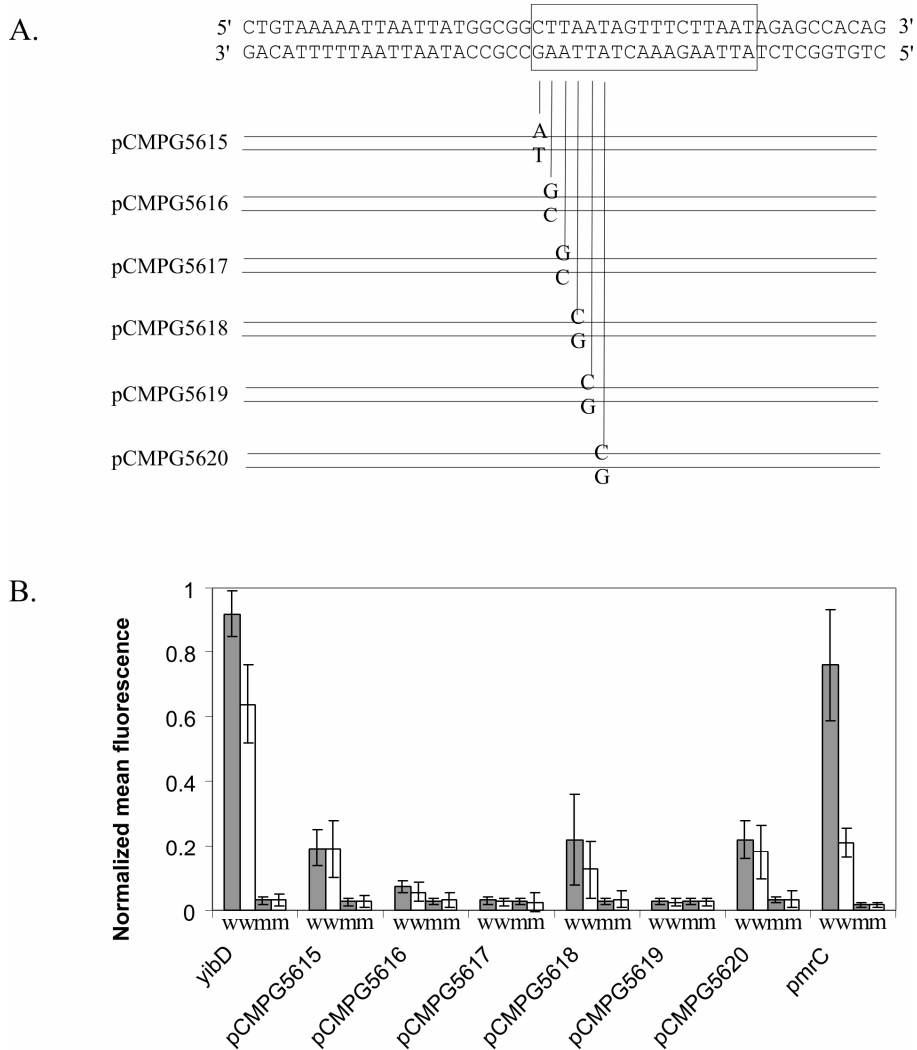 A.
5' CTGTAAAAATTAATTATGGCGGCTTAATAGTTTCTTAATAGAGCCACAG 3'
3' GACATTTTTAATTAATACCGCCGAATTATCAAAGAATTATCTCGGTGTC 5'
pCMPG5615
A
T
pCMPG5616
G
C
pCMPG5617
G
C
pCMPG5618
C
G
pCMPG5619
C
G
pCMPG5620
C
G
B.
Normalized mean fluorescence
1
0.8
0.6
0.4
0.2
0
wwmm wwmm wwmm wwmm wwmm wwmm wwmm wwmm
yibD pCMPG5615 pCMPG5616 pCMPG5617 pCMPG5618 pCMPG5619 pCMPG5620 pmrC